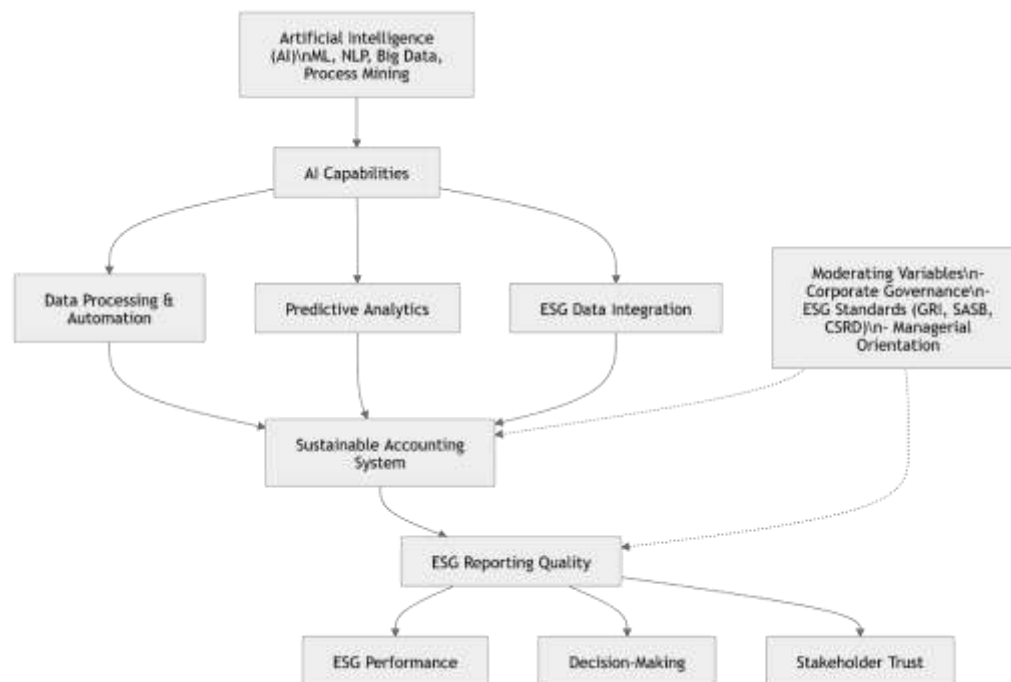 Artificial Intelligence
(AI)\nML, NLP, Big Data,
Process Mining
AI Capabilities
Data Processing &
Automation
Predictive Analytics
ESG Data Integration
Moderating Variables\n-
Corporate Governance\n-
ESG Standards (GRI, SASB,
CSRD)\n- Managerial
Orientation
Sustainable Accounting
System
ESG Reporting Quality
ESG Performance
Decision-Making
Stakeholder Trust